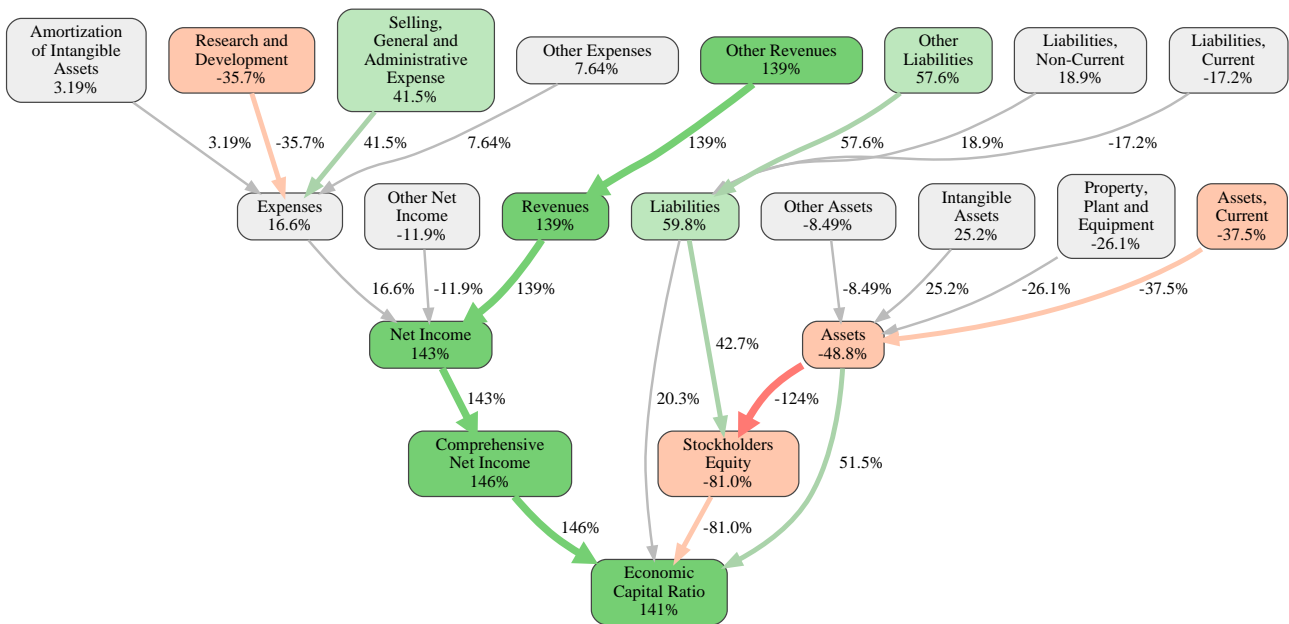 Amortization
of Intangible
Assets
3.19%
Research and
Development
-35.7%
Selling,
General and
Administrative
Expense
41.5%
Other Expenses
7.64%
Other Revenues
139%
Other
Liabilities
57.6%
Liabilities,
Non-Current
18.9%
Liabilities,
Current
-17.2%
3.19%
-35.7%
41.5%
7.64%
139%
57.6%
18.9%
-17.2%
Expenses
16.6%
Other Net
Income
-11.9%
Revenues
139%
Liabilities
59.8%
Other Assets
-8.49%
Intangible
Assets
25.2%
Property,
Plant and
Equipment
-26.1%
Assets,
Current
-37.5%
16.6%
-11.9%
139%
-8.49%
25.2%
-26.1%
-37.5%
Net Income
143%
42.7%
Assets
-48.8%
143%
20.3%
-124%
51.5%
Comprehensive
Net Income
146%
Stockholders
Equity
-81.0%
146%
-81.0%
Economic
Capital Ratio
141%